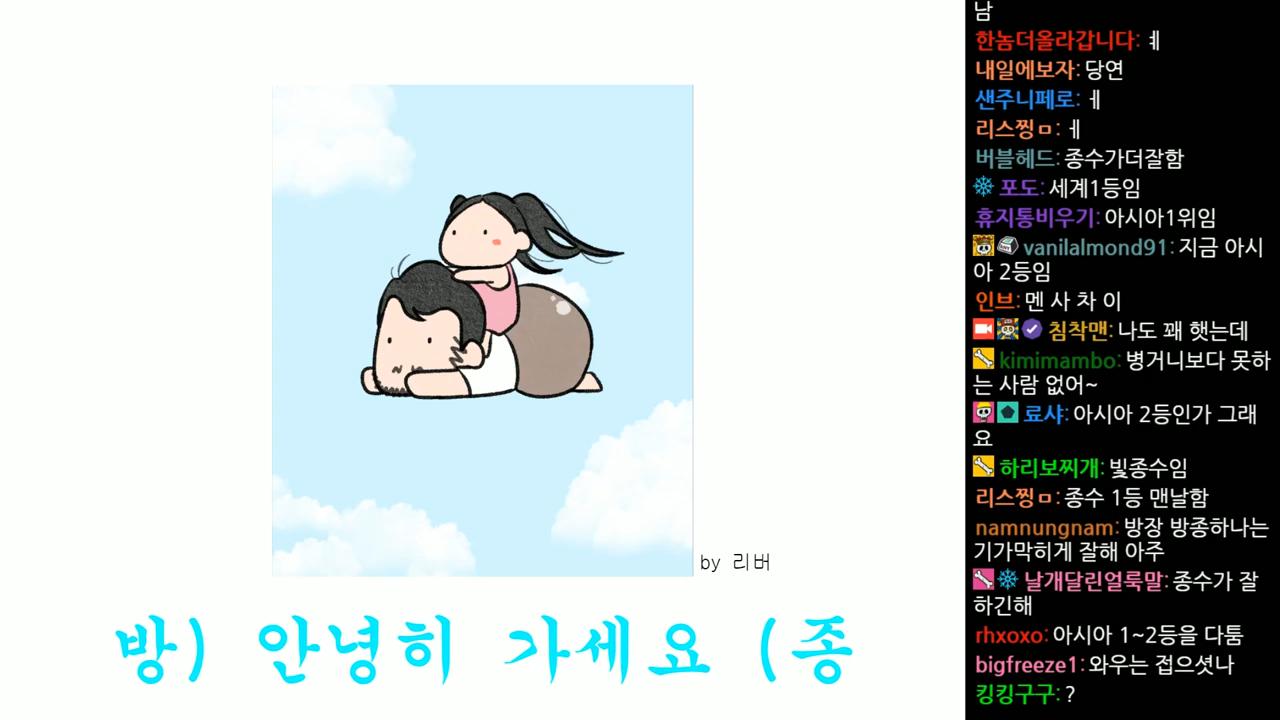 by 리버
방) 안녕히 가세요 (종
남
한놈더올라갑니다: ㅖ
내일에보자: 당연
샌주니페로: ㅔ
리스찡ㅁ: ㅔ
버블헤드: 종수가더잘함
포도: 세계1등임
휴지통비우기: 아시아1위임
vanilalmond91: 지금 아시
아 2등임
인브: 멘 사 차 이
침착맨: 나도 꽤 햇는데
kimimambo: 병거니보다 못하
는 사람 없어~
료샤: 아시아 2등인가 그래
요
하리보찌개: 빛종수임
리스찡ㅁ: 종수 1등 맨날함
namnungnam: 방장 방종하나는
기가막히게 잘해 아주
날개달린얼룩말: 종수가 잘
하긴해
rhxoxo: 아시아 1~2등을 다툼
bigfreeze1: 와우는 접으셧나
킹킹구구: ?